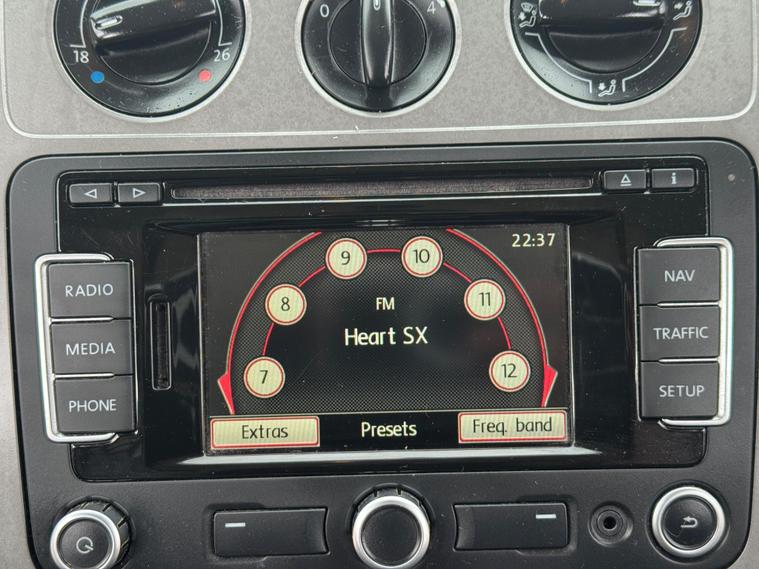 18
26
0
4
22:37
9
10
8
FM
11
Heart SX
7
12
Extras
Presets
Freq. band
RADIO
MEDIA
PHONE
NAV
TRAFFIC
SETUP
i